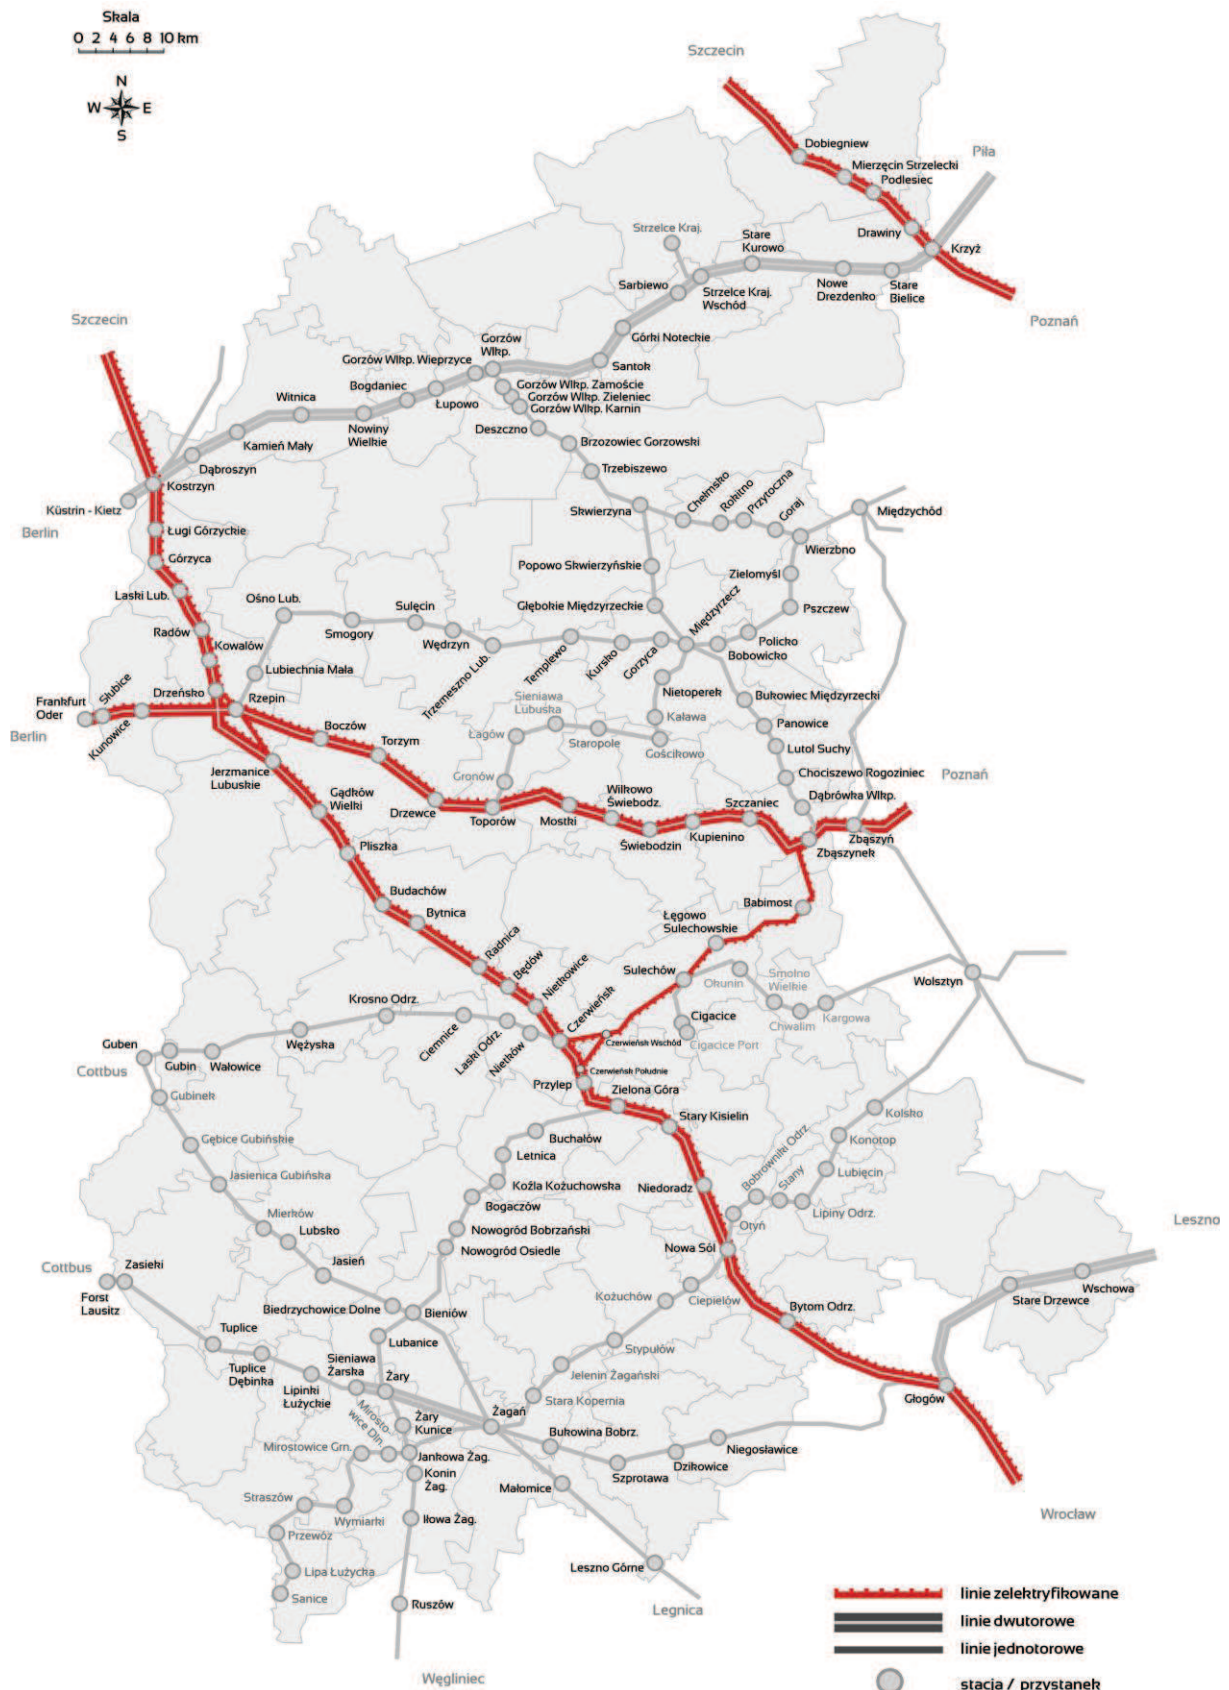 Skala
0 2 4 6 8 10 km
N
W E
S
Szczecin
Dobiegniew
Mierzęcin Strzelecki
Podlesiec
Piła
Drawiny
Krzyż
Poznań
Strzelce Kraj.
Stare
Kurowo
Sarbiewo
Strzelce Kraj.
Wschód
Nowe
Drezdenko
Stare
Bielice
Szczecin
Górki Noteckie
Gorzów
Wlkp.
Santok
Gorzów Wlkp. Wieprzyce
Gorzów Wlkp. Zamoście
Gorzów Wlkp. Zieleniec
Gorzów Wlkp. Karnin
Bogdaniec
Łupowo
Witnica
Nowiny
Wielkie
Kamień Mały
Dąbroszyn
Deszczno
Brzozowiec Gorzowski
Trzebiszewo
Kostrzyn
Küstrin - Kietz
Berlin
Ługi Górzyckie
Górzyca
Laski Lub.
Radów
Kowalów
Drzeńsko
Skwierzyna
Chełmsko
Rokitno
Przytoczna
Goraj
Międzychód
Wierzbno
Zielomyśl
Pszczew
Policko
Bobowicko
Popowo Skwierzyńskie
Głębokie Międzyrzeckie
Międzyrzecz
Ośno Lub.
Smogory
Sulęcin
Wędrzyn
Trzemeszno Lub.
Templewo
Kursko
Gorzyca
Nietoperek
Kaława
Gościkowo
Staropole
Sieniawa
Lubuska
Łagów
Gronów
Bukowiec Międzyrzecki
Panowice
Lutol Suchy
Chociszewo Rogoziniec
Dąbrówka Wlkp.
Poznań
Lubiechnia Mała
Rzepin
Frankfurt
Oder
Słubice
Kunowice
Berlin
Boczów
Torzym
Drzewce
Toporów
Mostki
Wilkowo
Świebodz.
Świebodzin
Kupienino
Szczaniec
Zbąszynek
Zbąszyń
Jerzmanice
Lubuskie
Gądków
Wielki
Pliszka
Budachów
Bytnica
Radnica
Będów
Nietkowice
Czerwieńsk
Babimost
Łęgowo
Sulechowskie
Sulechów
Okunin
Smolno
Wielkie
Chwalim
Kargowa
Wolsztyn
Cigacice
Cigacice Port
Czerwieńsk Wschód
Czerwieńsk Południe
Krosno Odrz.
Wężyska
Ciemnice
Laski Odrz.
Nietków
Guben
Gubin
Wałowice
Cottbus
Gubinek
Gębice Gubińskie
Jasienica Gubińska
Mierków
Lubsko
Jasień
Biedrzychowice Dolne
Bieniów
Przylep
Zielona Góra
Stary Kisielin
Buchałów
Letnica
Koźla Kożuchowska
Bogaczów
Nowogród Bobrzański
Nowogród Osiedle
Niedoradz
Nowa Sól
Otyń
Bobrowniki Odrz.
Stany
Lipiny Odrz.
Lubięcin
Konotop
Kolsko
Leszno
Wschowa
Stare Drzewce
Bytom Odrz.
Głogów
Wrocław
Kożuchów
Ciepielów
Stypułów
Jelenin Żagański
Stara Kopernia
Cottbus
Zasieki
Forst
Lausitz
Tuplice
Tuplice
Dębinka
Lipinki
Łużyckie
Sieniawa
Żarska
Żary
Lubanice
Żagań
Żary
Kunice
Mirosto-
wice Dln.
Mirostowice Grn.
Jankowa Żag.
Konin
Żag.
Iłowa Żag.
Ruszów
Węgliniec
Straszów
Wymiarki
Przewóz
Lipa Łużycka
Sanice
Bukowina Bobrz.
Szprotawa
Dzikowice
Niegosławice
Małomice
Leszno Górne
Legnica
linie zelektryfikowane
linie dwutorowe
linie jednotorowe
stacja / przystanek